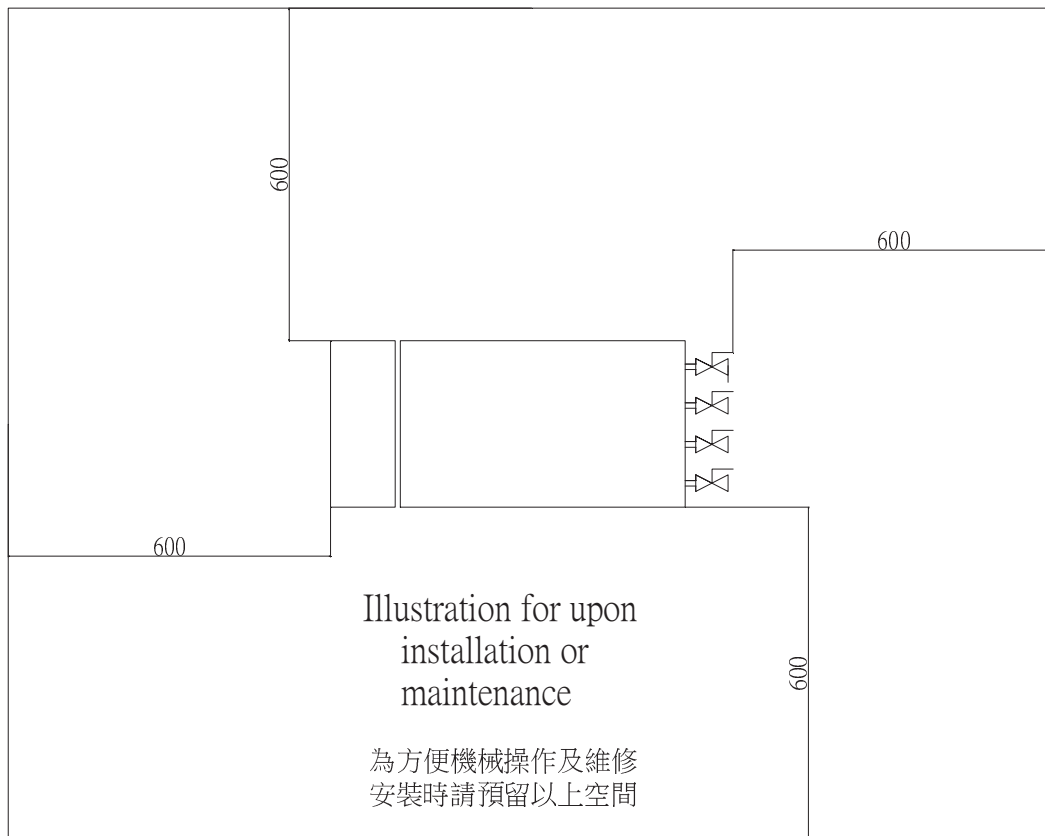 600
600
600
600
Illustration for upon
installation or
maintenance
為方便機械操作及維修
安裝時請預留以上空間